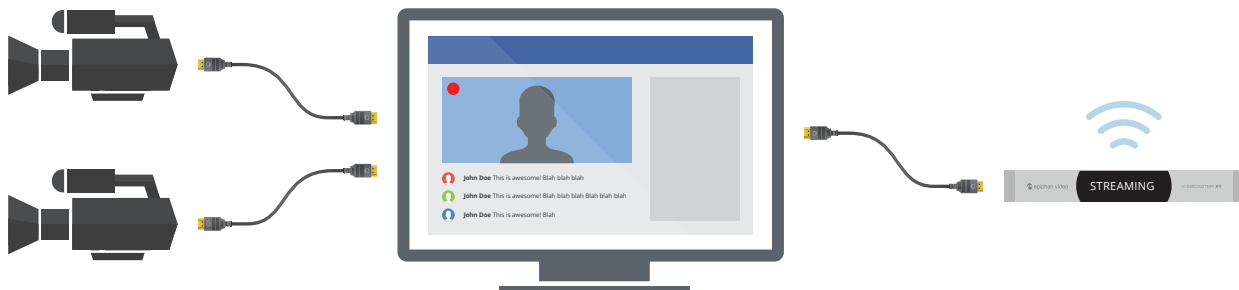 John Doe This is awesome! Blah blah blah
John Doe This is awesome! Blah blah blah Blah blah blah
John Doe This is awesome! Blah
epiphan video
STREAMING